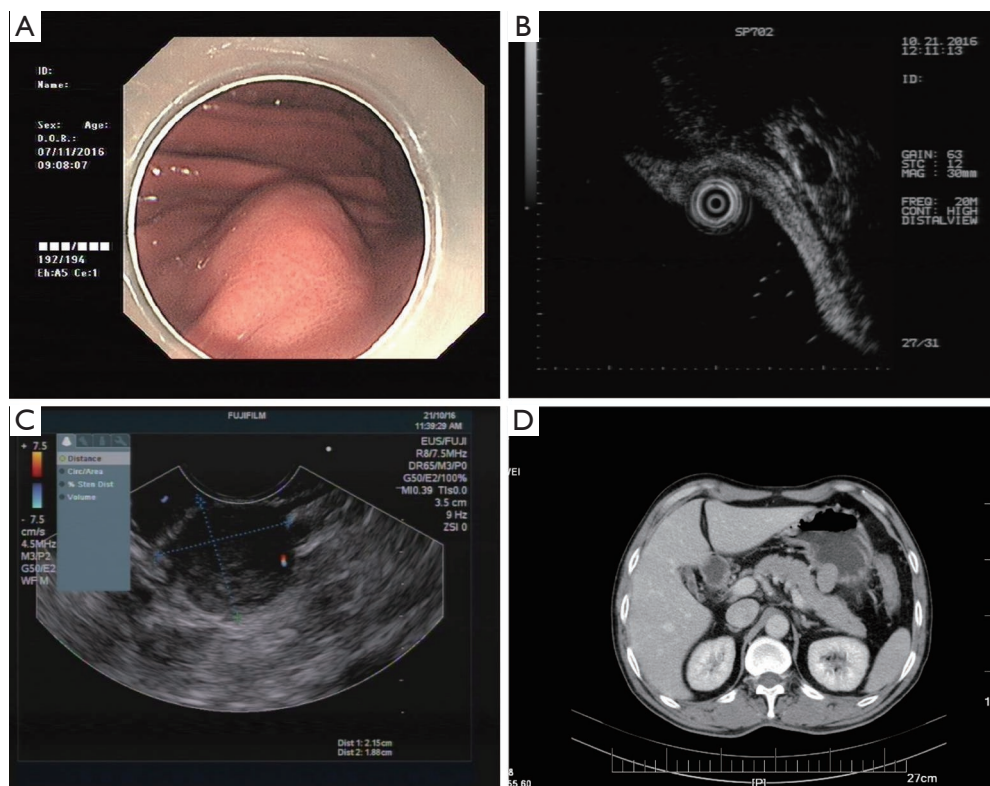 A
ID:
Name:
Sex: Age:
D.O.B.:
07/11/2016
09:08:07
■■■/■■■
192/194
Eh:A5 Ce:1
B
SP702
10.21.2016
12:11:13
ID:
GAIN: 63
STC : 12
MAG : 30mm
FREQ: 20M
CONT: HIGH
DISTALVIEW
27/31
C
FUJIFILM
21/10/16
11:39:29 AM
+ 7.5
- 7.5
cm/s
4.5MHz
M3/P2
G50/E2
WF M
Distance
Circ/Area
% Sten Dist
Volume
EUS/FUJI
R8/7.5MHz
DR65/M3/P0
G50/E2/100%
MI0.39 TIs0.0
3.5 cm
9 Hz
ZSI 0
Dist 1: 2.15cm
Dist 2: 1.86cm
D
/EI
[P]
27cm